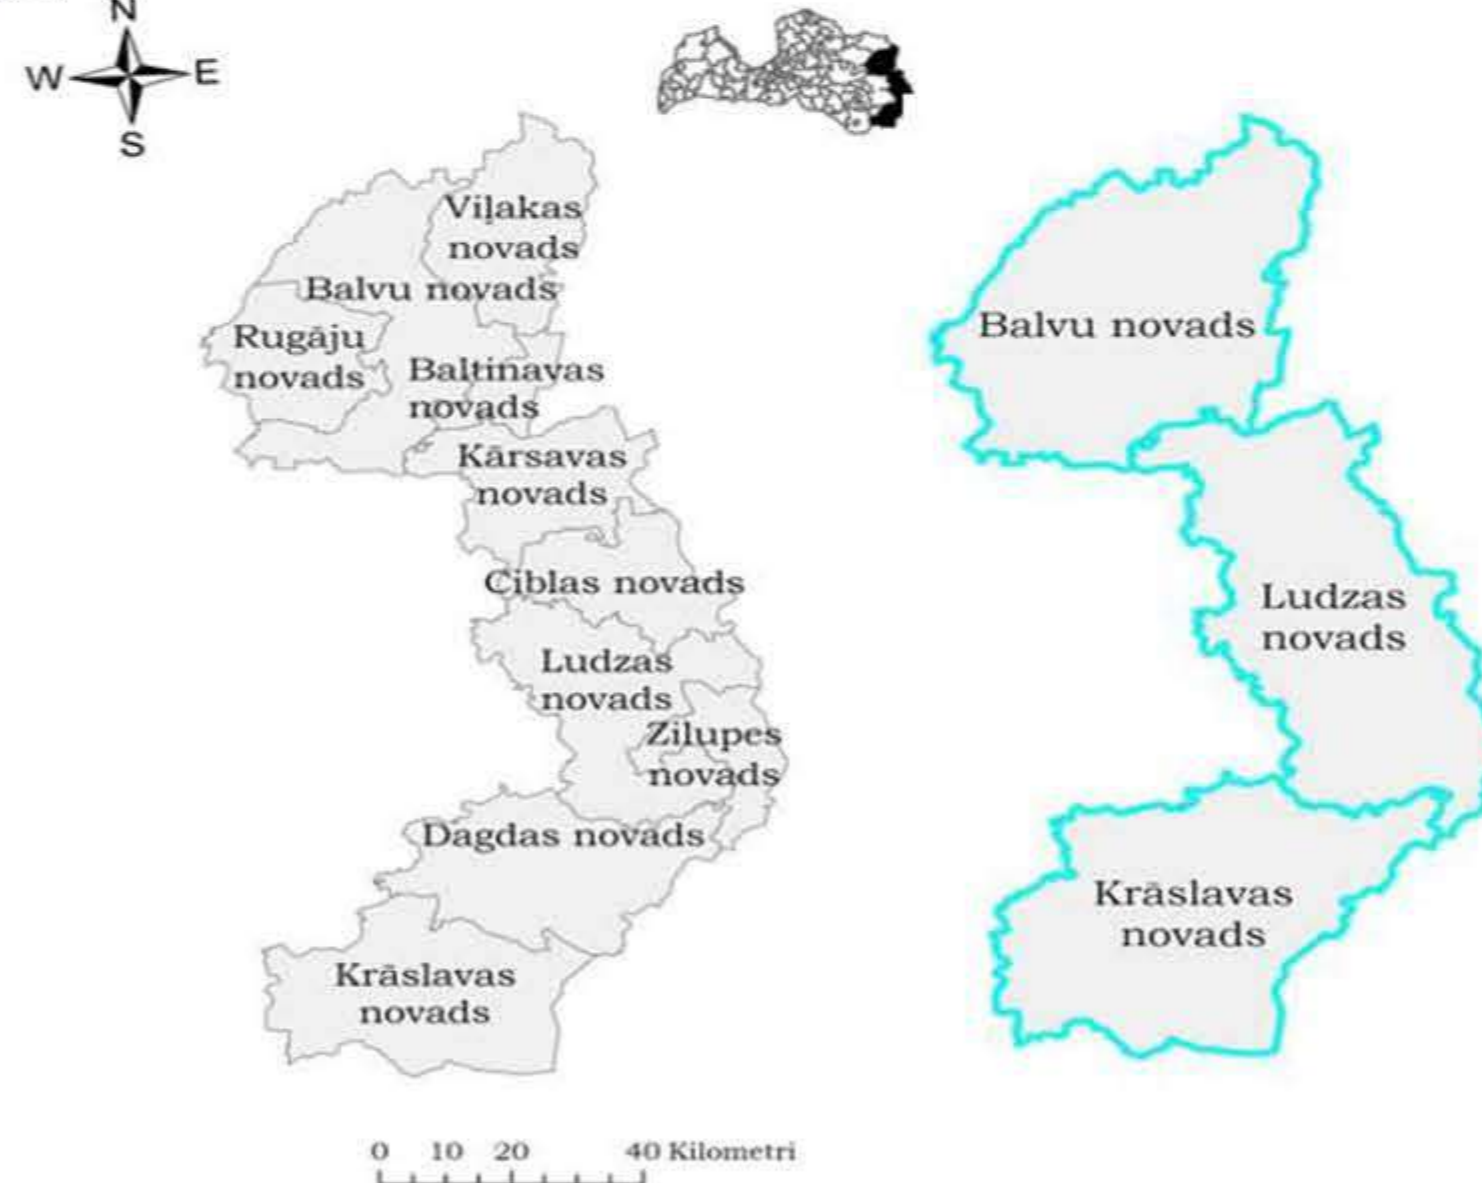 N
W E
S
Viļakas
novads
Balvu novads
Rugāju
novads
Baltinavas
novads
Kārsavas
novads
Ciblas novads
Ludzas
novads
Zilupes
novads
Dagdas novads
Krāslavas
novads
Balvu novads
Ludzas
novads
Krāslavas
novads
0 10 20 40 Kilometri